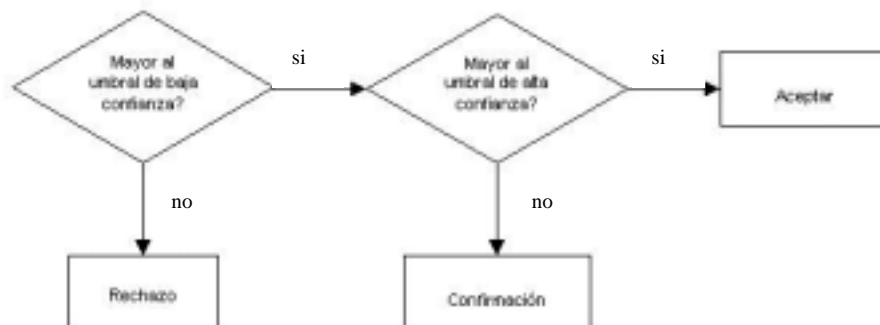 Mayor al
umbral de baja
confianza?
si
Mayor al
umbral de alta
confianza?
si
Aceptar
no
no
Rechazo
Confirmación